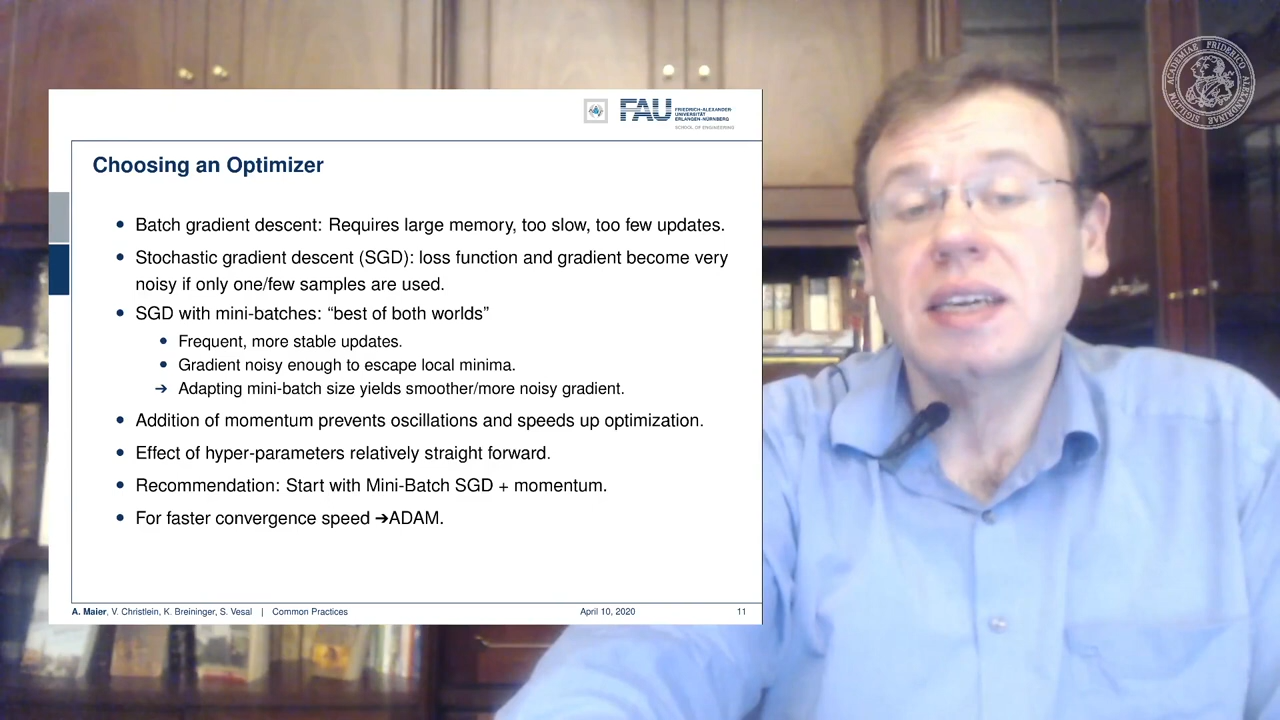 ACADEMIAE FRIDERICO ALEXANDRINAE SIGILLVM
FAU
FRIEDRICH-ALEXANDER-
UNIVERSITÄT
ERLANGEN-NÜRNBERG
SCHOOL OF ENGINEERING
Choosing an Optimizer
• Batch gradient descent: Requires large memory, too slow, too few updates.
• Stochastic gradient descent (SGD): loss function and gradient become very
noisy if only one/few samples are used.
• SGD with mini-batches: “best of both worlds”
• Frequent, more stable updates.
• Gradient noisy enough to escape local minima.
➔ Adapting mini-batch size yields smoother/more noisy gradient.
• Addition of momentum prevents oscillations and speeds up optimization.
• Effect of hyper-parameters relatively straight forward.
• Recommendation: Start with Mini-Batch SGD + momentum.
• For faster convergence speed ➔ADAM.
A. Maier, V. Christlein, K. Breininger, S. Vesal | Common Practices April 10, 2020 11